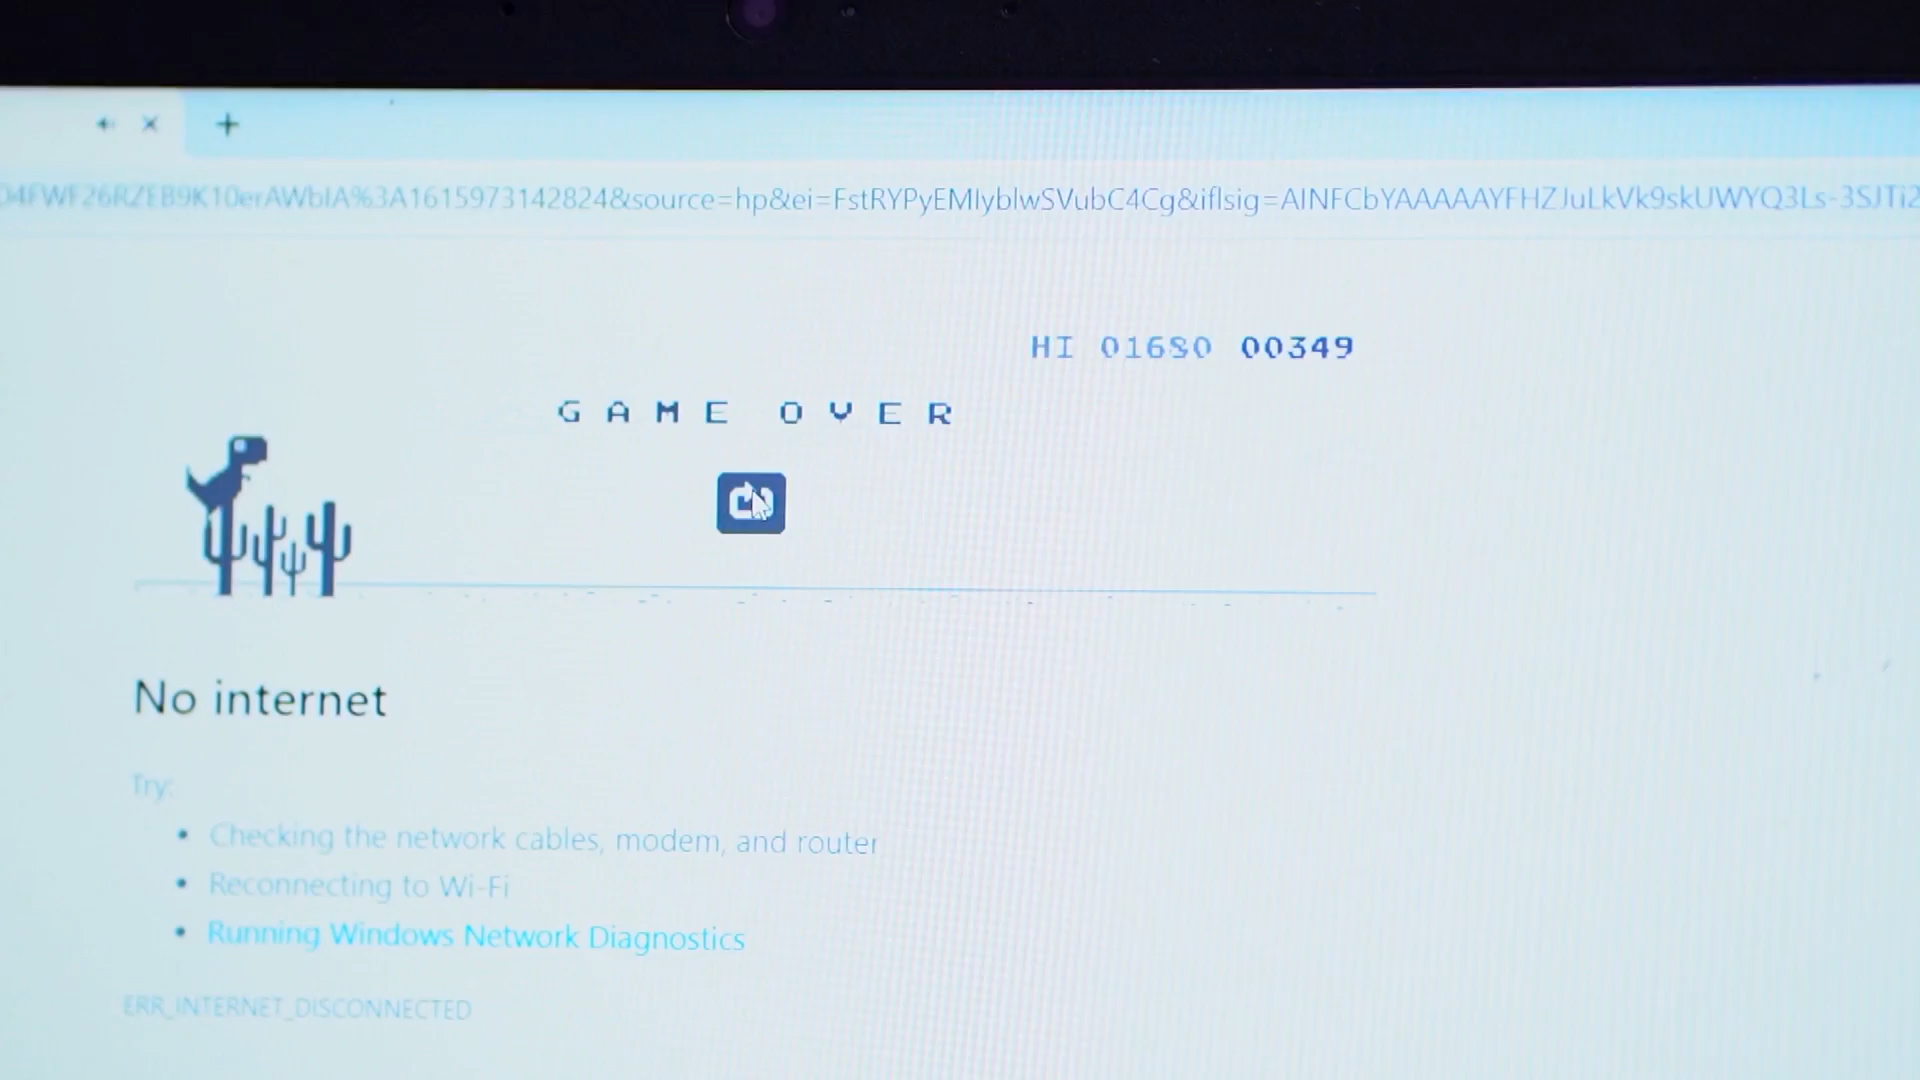 D4FWF26RZEB9K10erAWbIA%3A1615973142824&source=hp&ei=FstRYPyEMIyblwSVubC4Cg&iflsig=AINFCbYAAAAAYFHZJuLkVk9skUWYQ3Ls-3SJTi2
HI 01680 00349
GAME OVER
No internet
Try:
• Checking the network cables, modem, and router
• Reconnecting to Wi-Fi
• Running Windows Network Diagnostics
ERR_INTERNET_DISCONNECTED